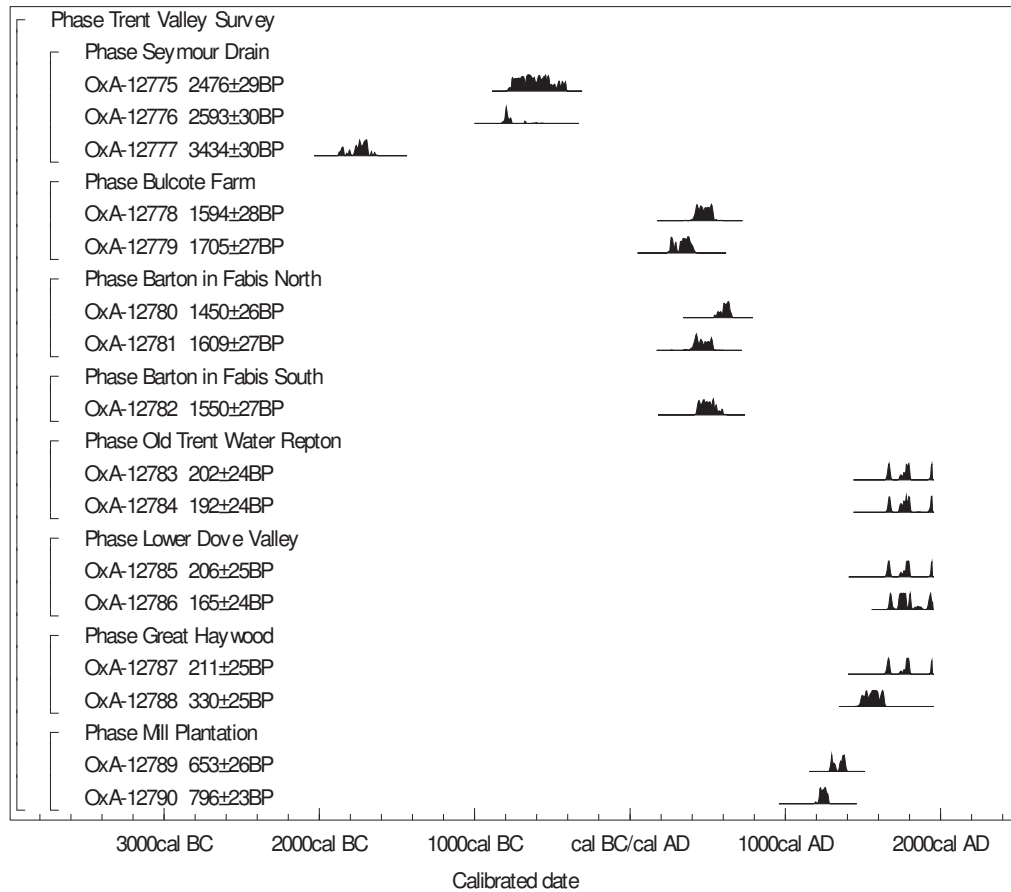 Phase Trent Valley Survey
Phase Seymour Drain
OxA-12775 2476±29BP
OxA-12776 2593±30BP
OxA-12777 3434±30BP
Phase Bulcote Farm
OxA-12778 1594±28BP
OxA-12779 1705±27BP
Phase Barton in Fabis North
OxA-12780 1450±26BP
OxA-12781 1609±27BP
Phase Barton in Fabis South
OxA-12782 1550±27BP
Phase Old Trent Water Repton
OxA-12783 202±24BP
OxA-12784 192±24BP
Phase Lower Dove Valley
OxA-12785 206±25BP
OxA-12786 165±24BP
Phase Great Haywood
OxA-12787 211±25BP
OxA-12788 330±25BP
Phase Mill Plantation
OxA-12789 653±26BP
OxA-12790 796±23BP
3000cal BC 2000cal BC 1000cal BC cal BC/cal AD 1000cal AD 2000cal AD
Calibrated date